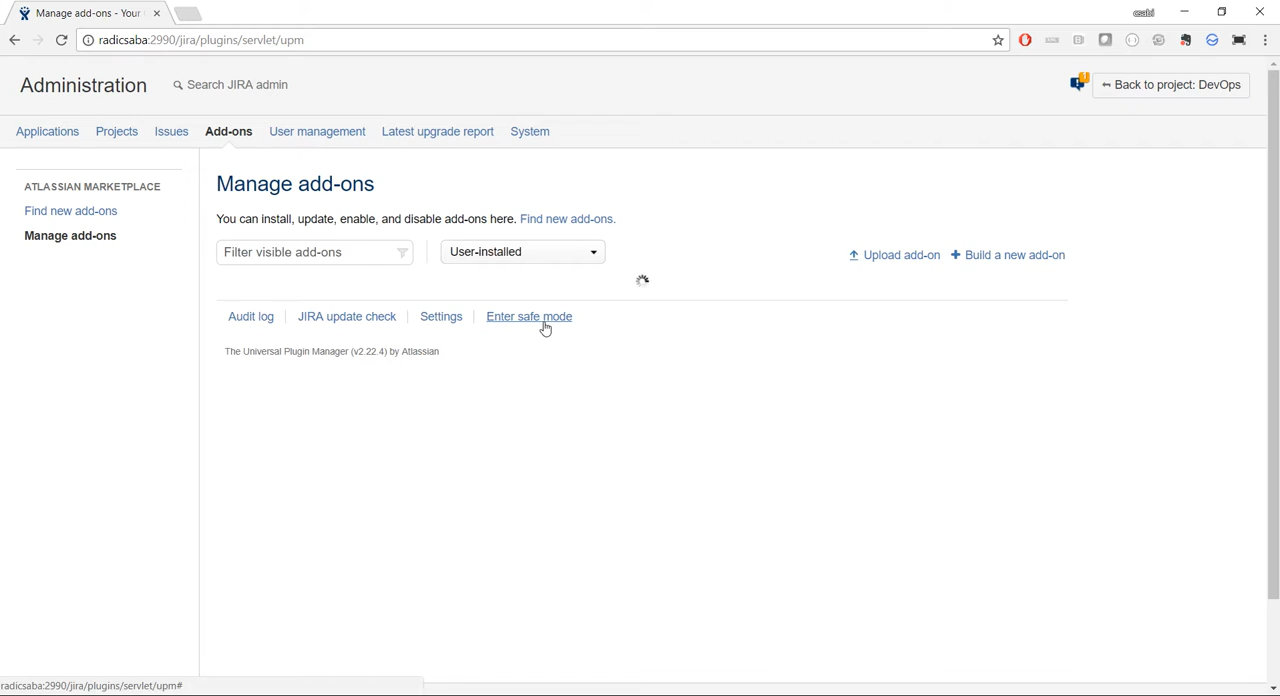 Manage add-ons - Your
esabi
radicsaba:2990/jira/plugins/servlet/upm
Administration
Search JIRA admin
Back to project: DevOps
Applications Projects Issues Add-ons User management Latest upgrade report System
ATLASSIAN MARKETPLACE
Find new add-ons
Manage add-ons
Manage add-ons
You can install, update, enable, and disable add-ons here. Find new add-ons.
Filter visible add-ons
User-installed
Upload add-on
Build a new add-on
Audit log JIRA update check Settings Enter safe mode
The Universal Plugin Manager (v2.22.4) by Atlassian
radicsaba:2990/jira/plugins/servlet/upm#